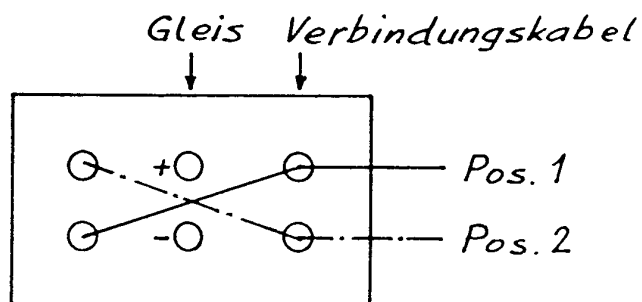 Gleis Verbindungskabel
+ Pos. 1
- Pos. 2